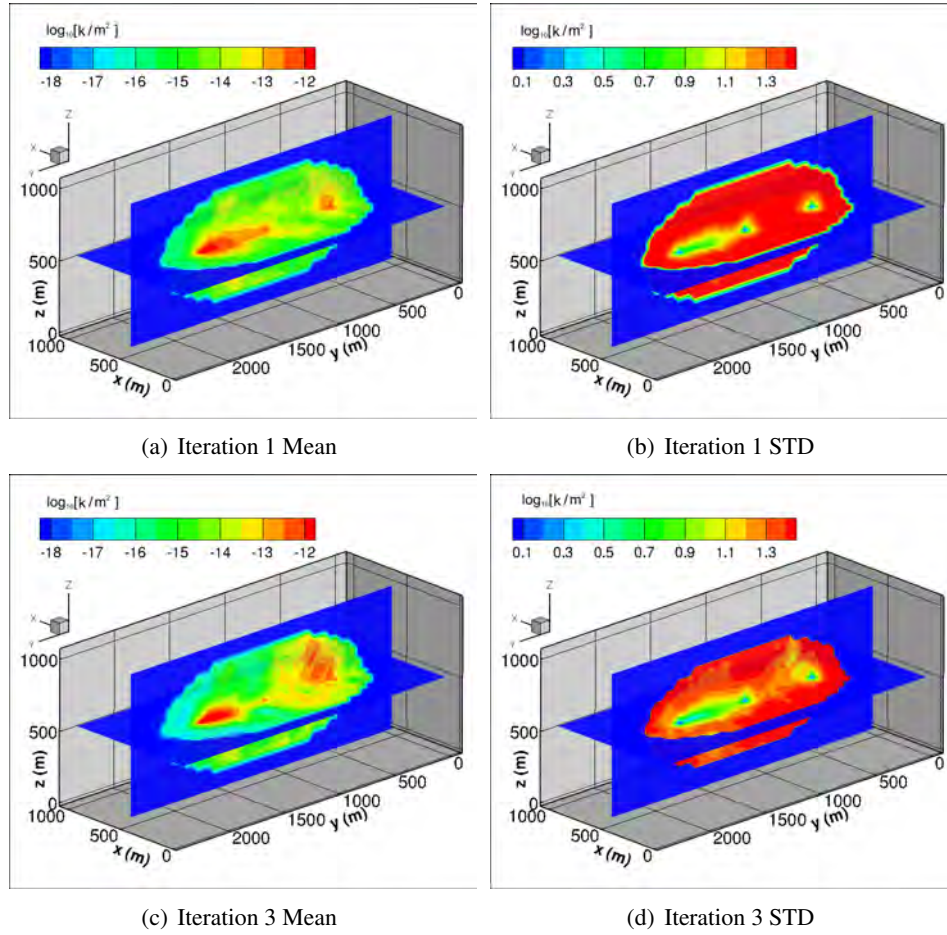 log₁₀[k/m²] log₁₀[k/m²]
-18 -17 -16 -15 -14 -13 -12 0.1 0.3 0.5 0.7 0.9 1.1 1.3
Z Z
X X
Y Y
1000 1000
500 500
z (m) z (m)
0 0 0 0
1000 500 1000 500
500 1000 500 1000
x (m) 0 2000 1500 y (m) x (m) 0 2000 1500 y (m)
(a) Iteration 1 Mean (b) Iteration 1 STD
log₁₀[k/m²] log₁₀[k/m²]
-18 -17 -16 -15 -14 -13 -12 0.1 0.3 0.5 0.7 0.9 1.1 1.3
Z Z
X X
Y Y
1000 1000
500 500
z (m) z (m)
0 0 0 0
1000 500 1000 500
500 1000 500 1000
x (m) 0 2000 1500 y (m) x (m) 0 2000 1500 y (m)
(c) Iteration 3 Mean (d) Iteration 3 STD